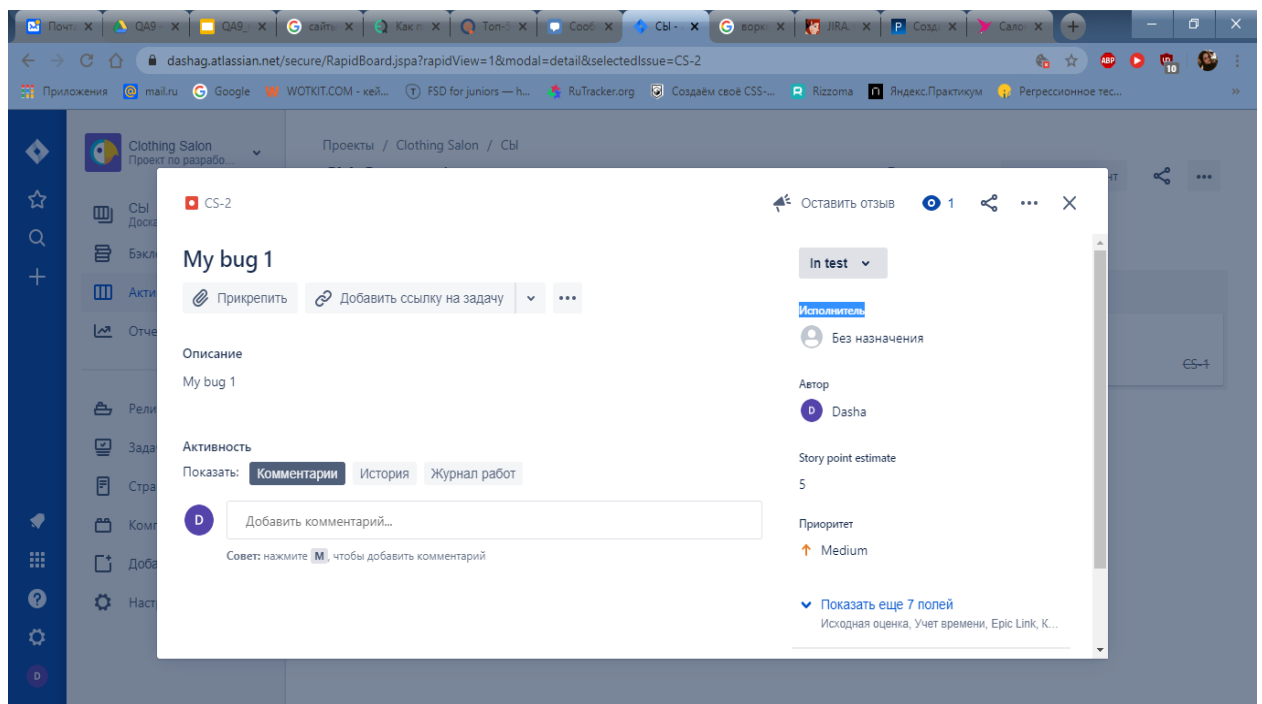 Почт QA9 - QA9_ сайт Как п Топ-5 Сооб СЫ - ворк JIRA. Созд Сало
dashag.atlassian.net/secure/RapidBoard.jspa?rapidView=1&modal=detail&selectedIssue=CS-2
ABP
10
Приложения mail.ru Google WOTKIT.COM - кей... FSD for juniors — h... RuTracker.org Создаём своё CSS-... Rizzoma Яндекс.Практикум Регрессионное тес...
Clothing Salon
Проект по разрабо...
Проекты / Clothing Salon / СЫ
СЫ
Доска
Бэкл
Акти
Отче
Рели
Зада
Стра
Комп
Доба
Наст
D
нт
CS-1
CS-2
Оставить отзыв 1
My bug 1
Прикрепить Добавить ссылку на задачу
Описание
My bug 1
Активность
Показать: Комментарии История Журнал работ
D Добавить комментарий...
Совет: нажмите M, чтобы добавить комментарий
In test
Исполнитель
Без назначения
Автор
D Dasha
Story point estimate
5
Приоритет
Medium
Показать еще 7 полей
Исходная оценка, Учет времени, Epic Link, К...